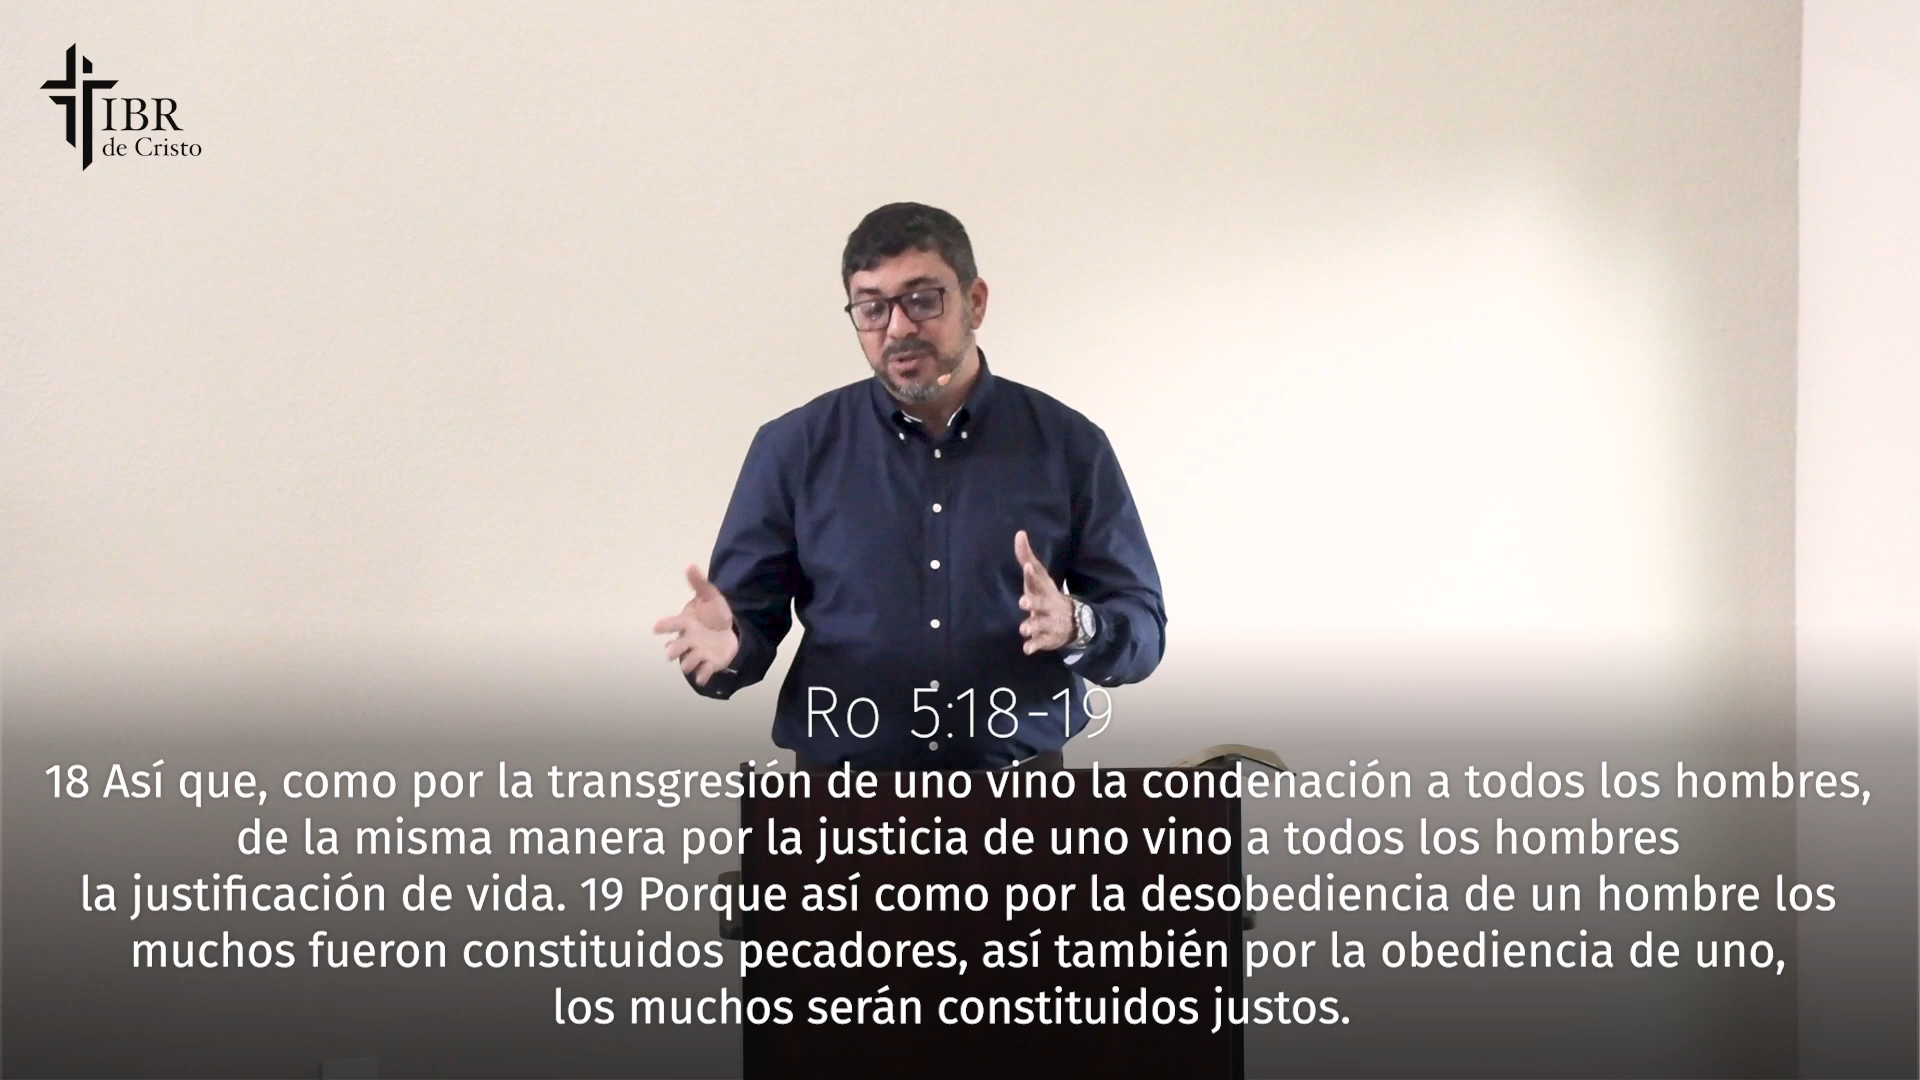 IBR
de Cristo
Ro 5:18-19
18 Así que, como por la transgresión de uno vino la condenación a todos los hombres,
de la misma manera por la justicia de uno vino a todos los hombres
la justificación de vida. 19 Porque así como por la desobediencia de un hombre los
muchos fueron constituidos pecadores, así también por la obediencia de uno,
los muchos serán constituidos justos.